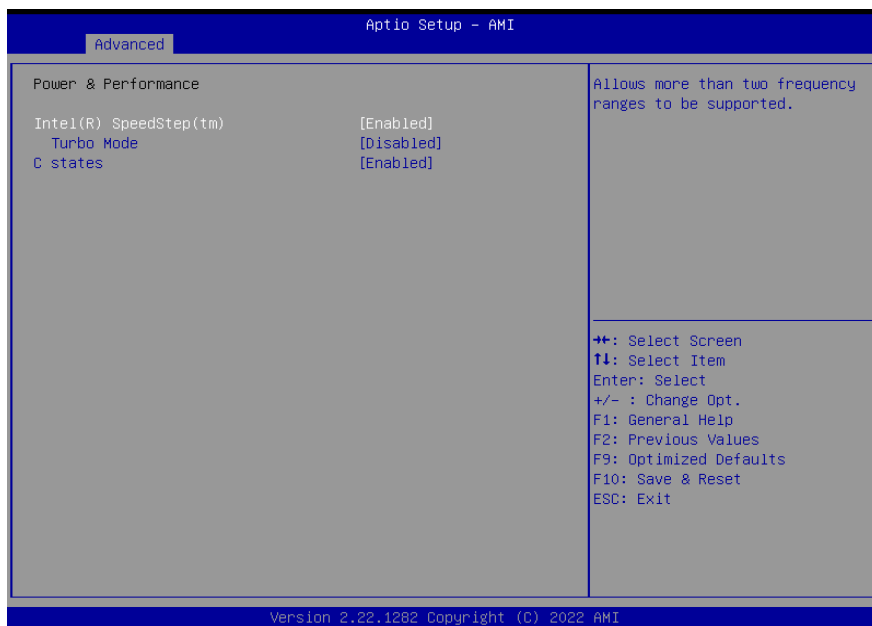 Aptio Setup – AMI
Advanced
Power & Performance
Intel(R) SpeedStep(tm) [Enabled]
Turbo Mode [Disabled]
C states [Enabled]
Allows more than two frequency
ranges to be supported.
→←: Select Screen
↑↓: Select Item
Enter: Select
+/- : Change Opt.
F1: General Help
F2: Previous Values
F9: Optimized Defaults
F10: Save & Reset
ESC: Exit
Version 2.22.1282 Copyright (C) 2022 AMI